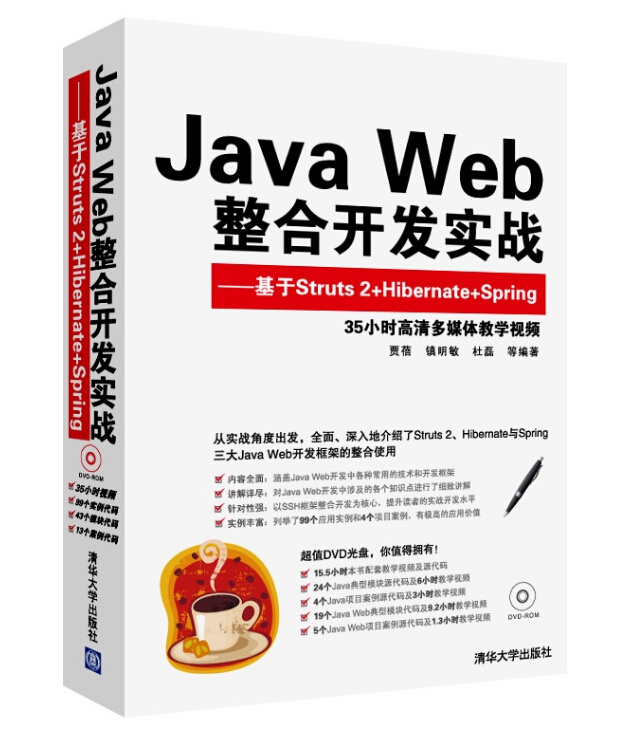 Java Web
整合开发实战
——基于Struts 2+Hibernate+Spring
35小时高清多媒体教学视频
贾蓓 镇明敏 杜磊 等编著
从实战角度出发，全面、深入地介绍了Struts 2、Hibernate与Spring
三大Java Web开发框架的整合使用
内容全面：涵盖Java Web开发中各种常用的技术和开发框架
讲解详尽：对Java Web开发中涉及的各个知识点进行了细致讲解
针对性强：以SSH框架整合开发为核心，提升读者的实战开发水平
实例丰富：列举了99个应用实例和4个项目案例，有极高的应用价值
超值DVD光盘，你值得拥有！
15.5小时本书配套教学视频及源代码
24个Java典型模块源代码及6小时教学视频
4个Java项目案例源代码及3小时教学视频
19个Java Web典型模块代码及9.2小时教学视频
5个Java Web项目案例源代码及1.3小时教学视频
DVD-ROM
清华大学出版社
Java Web整合开发实战
——基于Struts 2+Hibernate+Spring
DVD-ROM
35小时视频
99个实例代码
43个模块代码
13个案例代码
清华大学出版社